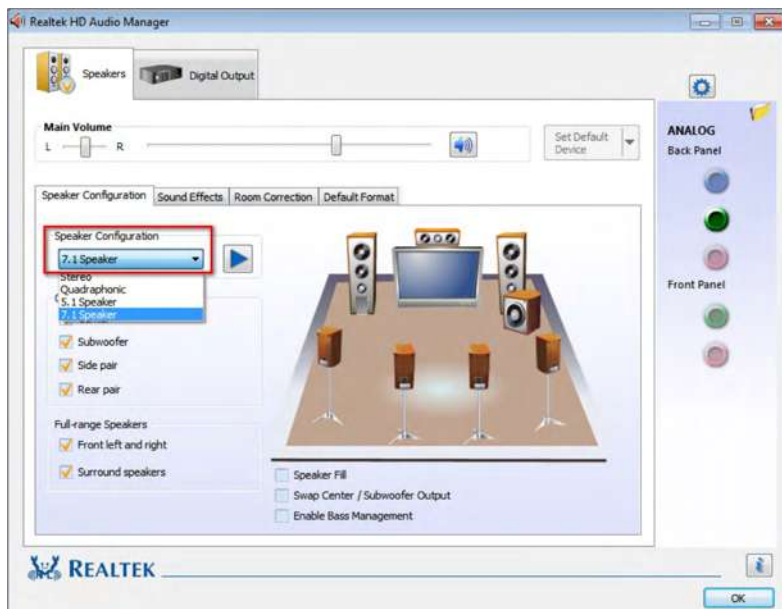 Realtek HD Audio Manager
Speakers
Digital Output
Main Volume
L R
Set Default
Device
Speaker Configuration Sound Effects Room Correction Default Format
Speaker Configuration
7.1 Speaker
Stereo
Quadraphonic
5.1 Speaker
7.1 Speaker
Subwoofer
Side pair
Rear pair
Full-range Speakers
Front left and right
Surround speakers
Speaker Fill
Swap Center / Subwoofer Output
Enable Bass Management
ANALOG
Back Panel
Front Panel
REALTEK
i
OK